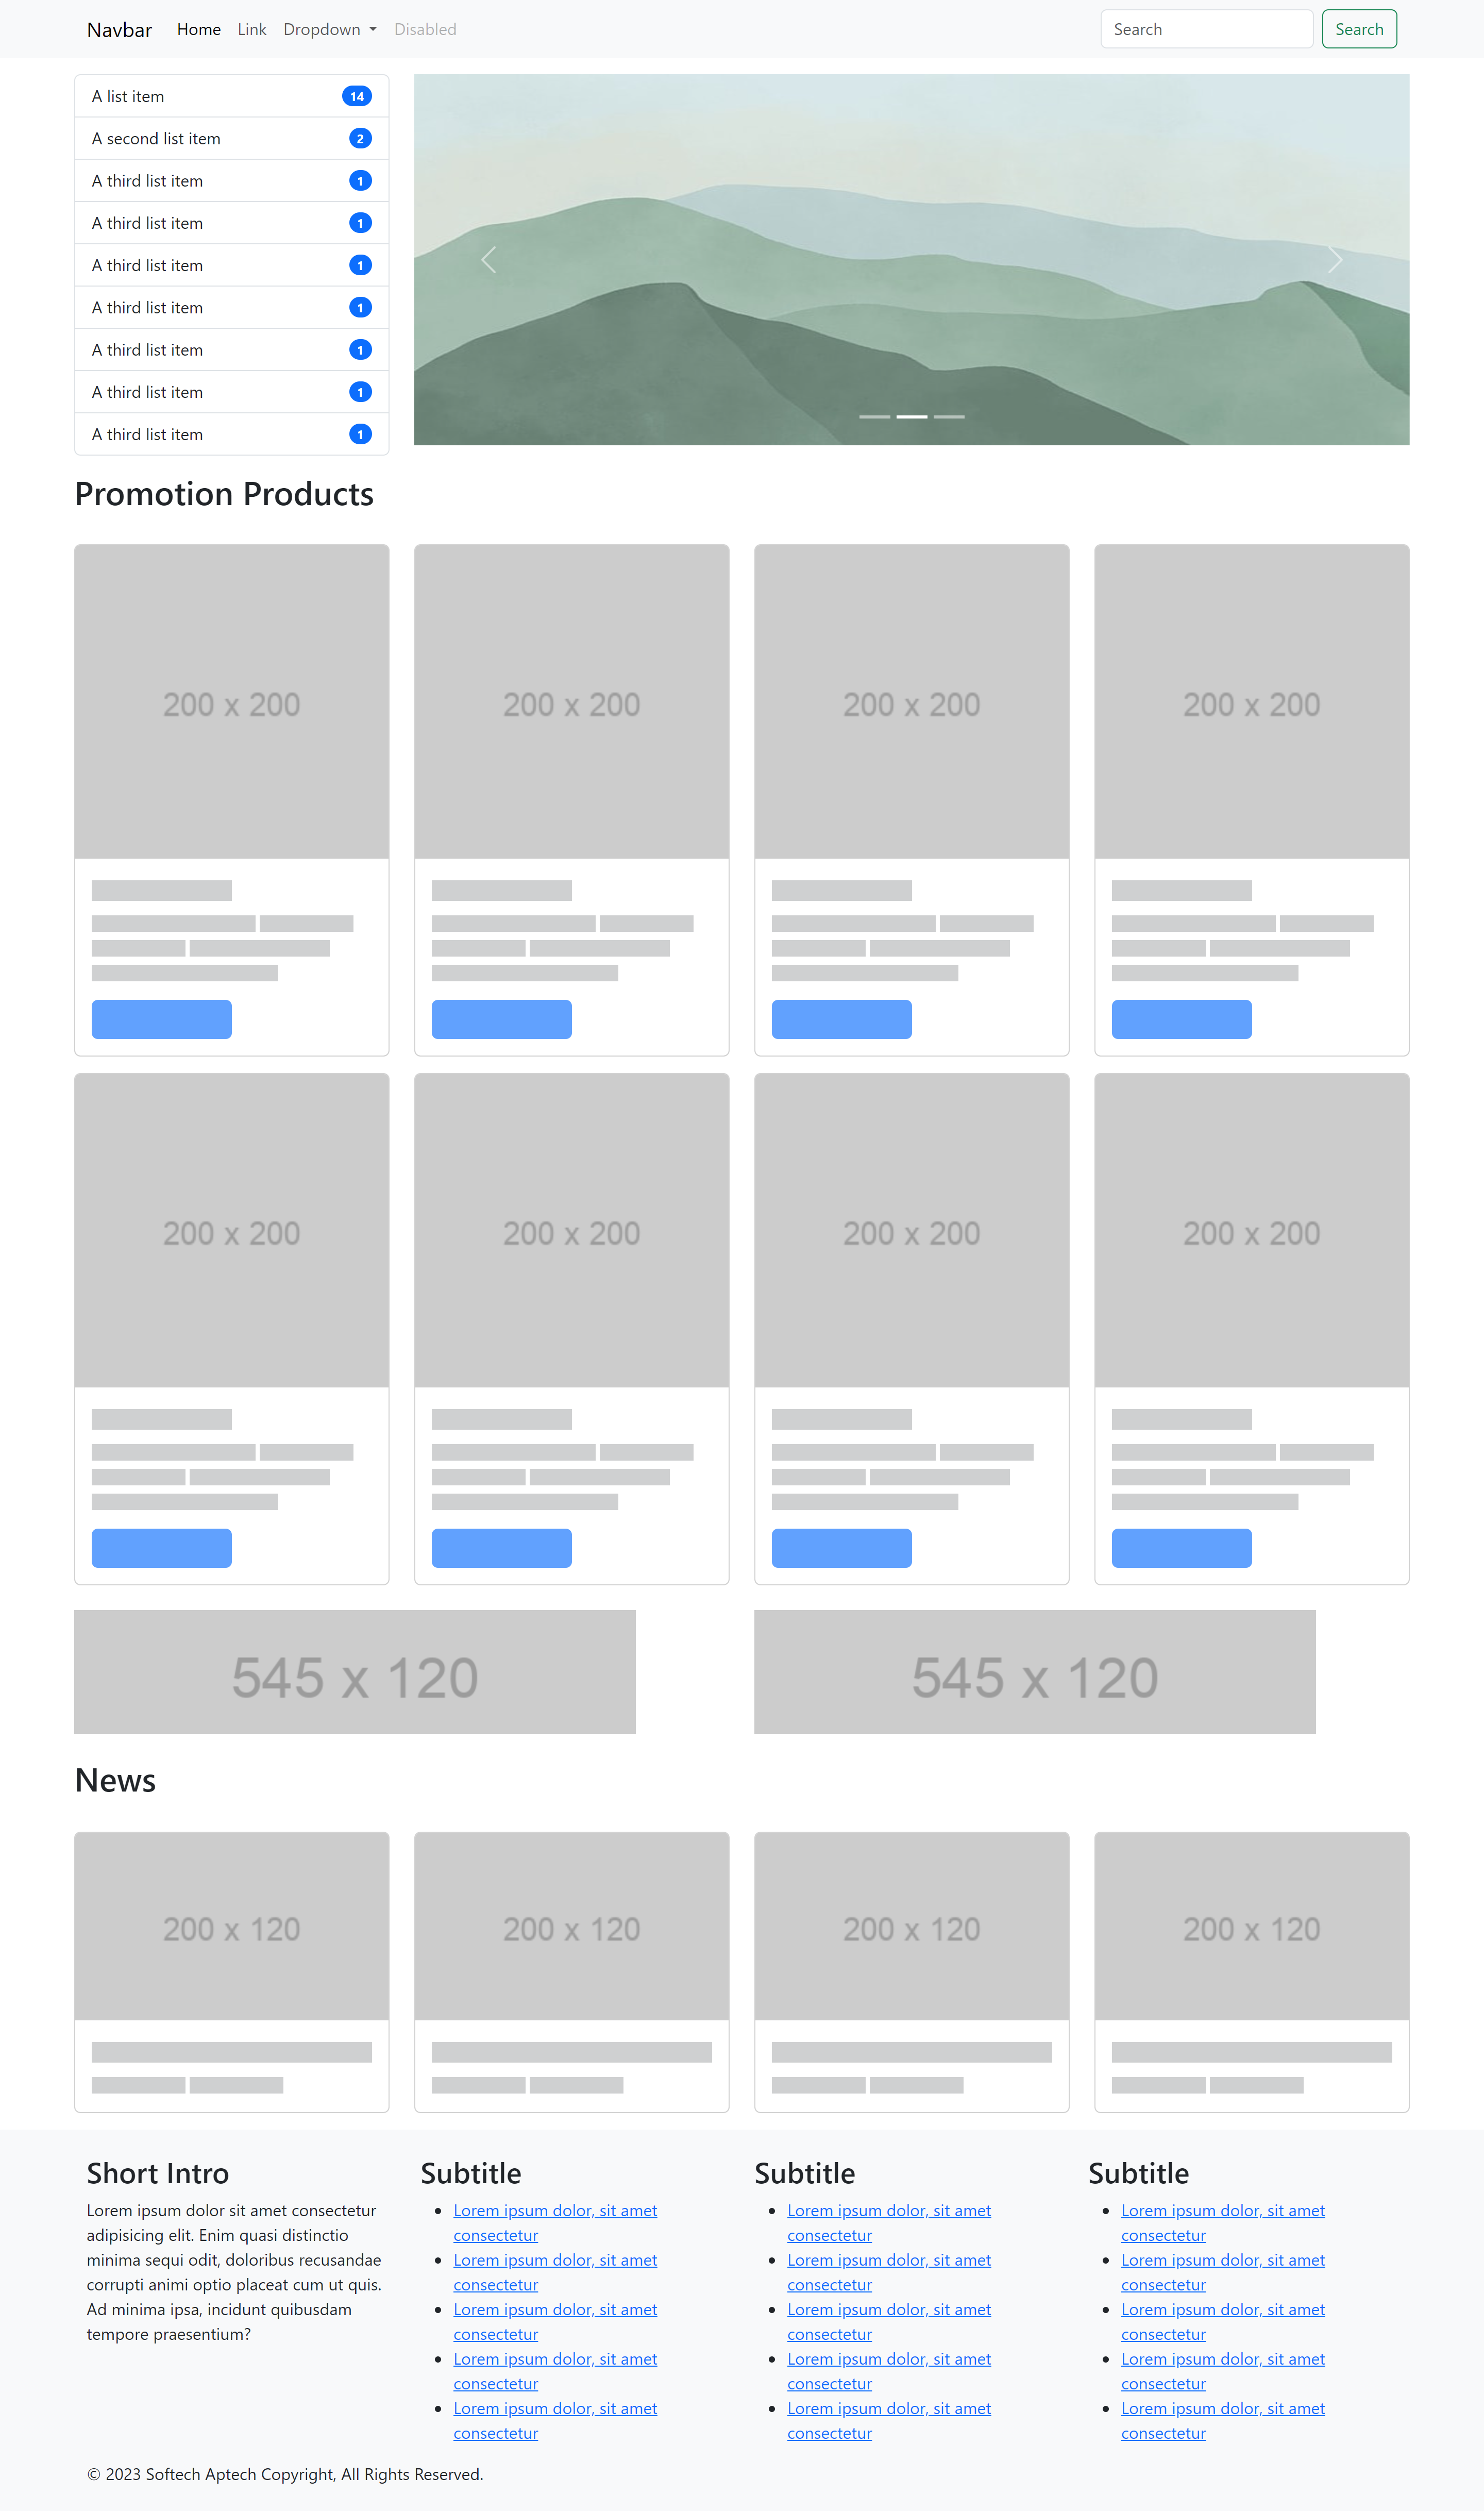 Navbar Home Link Dropdown Disabled Search Search
A list item 14
A second list item 2
A third list item 1
A third list item 1
A third list item 1
A third list item 1
A third list item 1
A third list item 1
A third list item 1
Promotion Products
200 x 200 200 x 200 200 x 200 200 x 200
200 x 200 200 x 200 200 x 200 200 x 200
545 x 120 545 x 120
News
200 x 120 200 x 120 200 x 120 200 x 120
Short Intro
Lorem ipsum dolor sit amet consectetur
adipisicing elit. Enim quasi distinctio
minima sequi odit, doloribus recusandae
corrupti animi optio placeat cum ut quis.
Ad minima ipsa, incidunt quibusdam
tempore praesentium?
Subtitle
Lorem ipsum dolor, sit amet
consectetur
Lorem ipsum dolor, sit amet
consectetur
Lorem ipsum dolor, sit amet
consectetur
Lorem ipsum dolor, sit amet
consectetur
Lorem ipsum dolor, sit amet
consectetur
Subtitle
Lorem ipsum dolor, sit amet
consectetur
Lorem ipsum dolor, sit amet
consectetur
Lorem ipsum dolor, sit amet
consectetur
Lorem ipsum dolor, sit amet
consectetur
Lorem ipsum dolor, sit amet
consectetur
Subtitle
Lorem ipsum dolor, sit amet
consectetur
Lorem ipsum dolor, sit amet
consectetur
Lorem ipsum dolor, sit amet
consectetur
Lorem ipsum dolor, sit amet
consectetur
Lorem ipsum dolor, sit amet
consectetur
© 2023 Softech Aptech Copyright, All Rights Reserved.